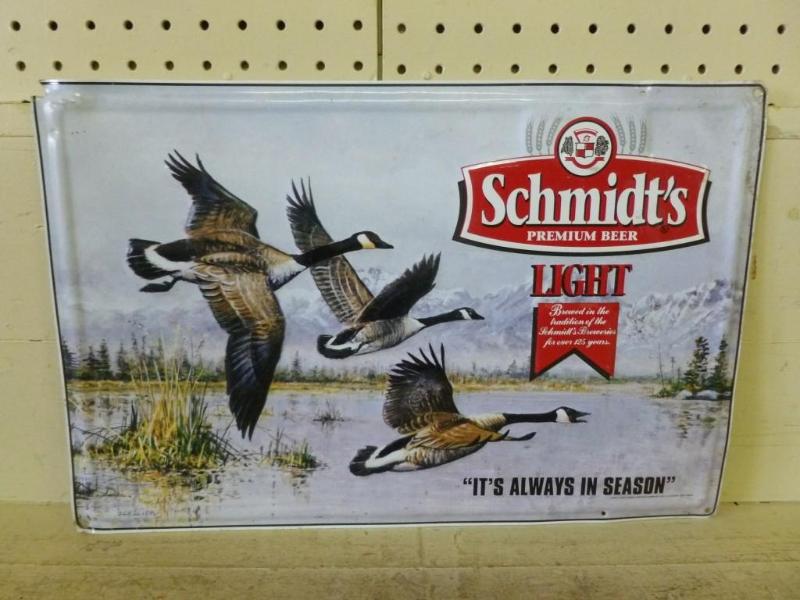 Schmidt's
PREMIUM BEER
LIGHT
Brewed in the
tradition of the
Schmidt's Breweries
for over 125 years.
"IT'S ALWAYS IN SEASON"